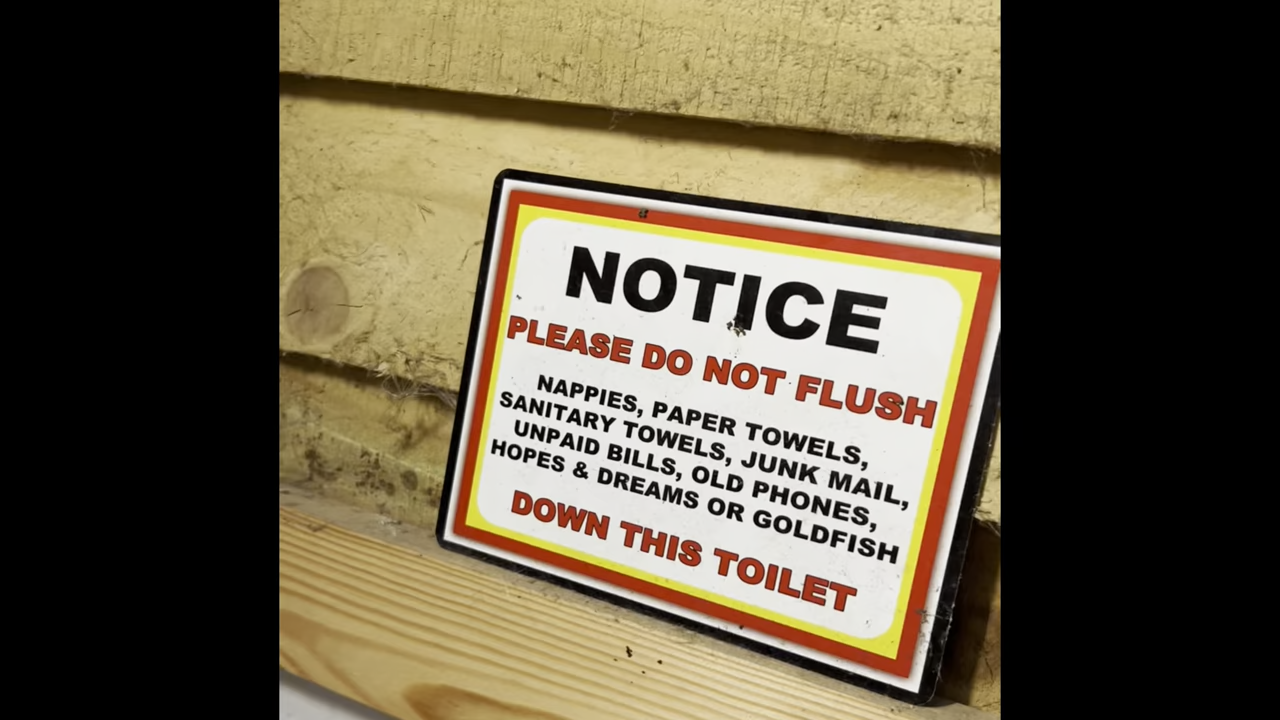 NOTICE
PLEASE DO NOT FLUSH
NAPPIES, PAPER TOWELS,
SANITARY TOWELS, JUNK MAIL,
UNPAID BILLS, OLD PHONES,
HOPES & DREAMS OR GOLDFISH
DOWN THIS TOILET